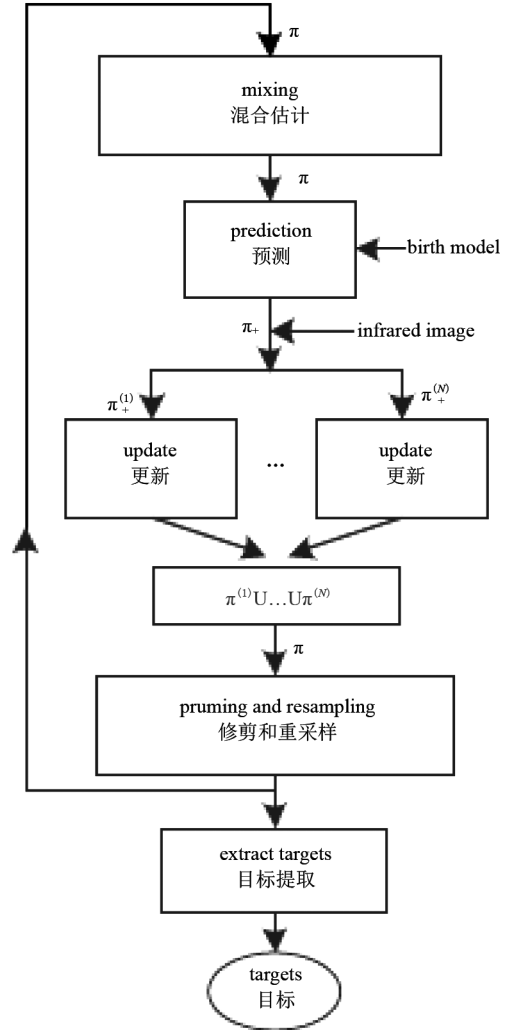 π
mixing
混合估计
π
prediction
预测
birth model
π₊
infrared image
π₊⁽¹⁾
π₊⁽ᴺ⁾
update
更新
...
update
更新
π⁽¹⁾U…Uπ⁽ᴺ⁾
π
pruming and resampling
修剪和重采样
extract targets
目标提取
targets
目标